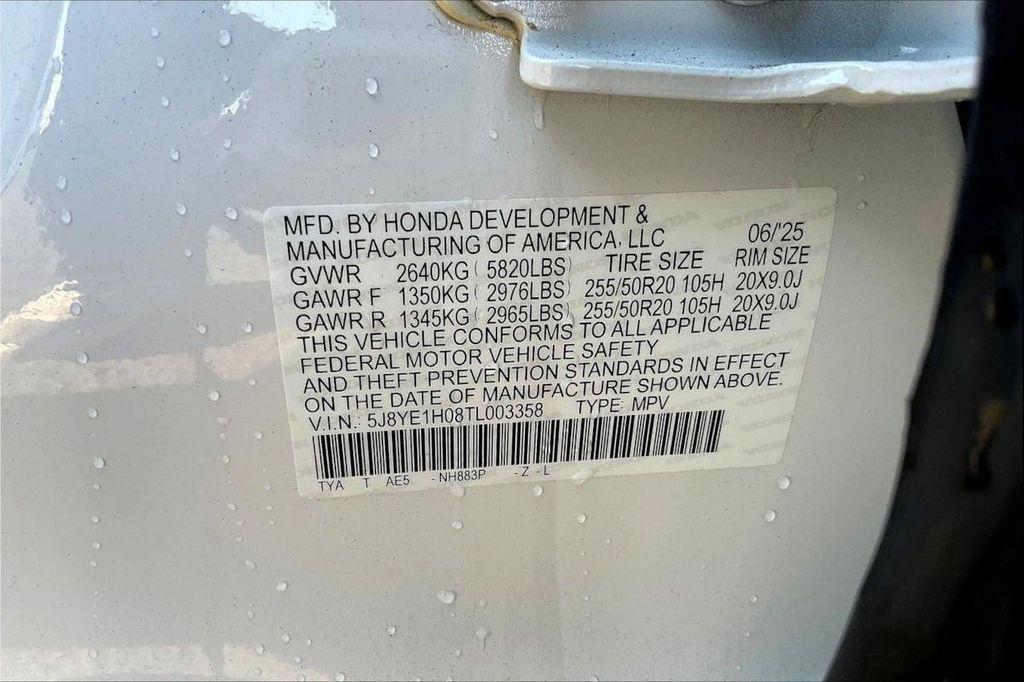 MFD. BY HONDA DEVELOPMENT &
MANUFACTURING OF AMERICA, LLC 06/'25
GVWR 2640KG ( 5820LBS) TIRE SIZE RIM SIZE
GAWR F 1350KG ( 2976LBS) 255/50R20 105H 20X9.0J
GAWR R 1345KG ( 2965LBS) 255/50R20 105H 20X9.0J
THIS VEHICLE CONFORMS TO ALL APPLICABLE
FEDERAL MOTOR VEHICLE SAFETY
AND THEFT PREVENTION STANDARDS IN EFFECT
ON THE DATE OF MANUFACTURE SHOWN ABOVE.
V.I.N.: 5J8YE1H08TL003358 TYPE: MPV
TYA T AE5 - NH883P - Z - L